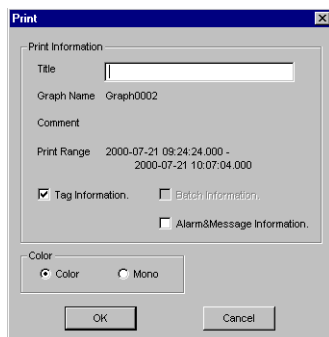 Print
Print Information
Title
Graph Name Graph0002
Comment
Print Range 2000-07-21 09:24:24.000 -
2000-07-21 10:07:04.000
Tag Information. Batch Information.
Alarm&Message Information.
Color
Color Mono
OK Cancel